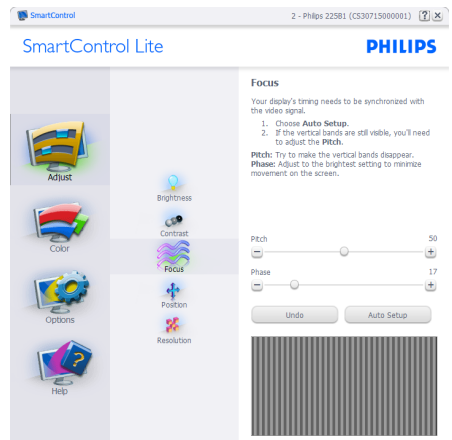 SmartControl
2 - Philips 225B1 (CS30715000001)
SmartControl Lite
PHILIPS
Adjust
Color
Options
Help
Brightness
Contrast
Focus
Position
Resolution
Focus
Your display's timing needs to be synchronized with
the video signal.
1. Choose Auto Setup.
2. If the vertical bands are still visible, you'll need
to adjust the Pitch.
Pitch: Try to make the vertical bands disappear.
Phase: Adjust to the brightest setting to minimize
movement on the screen.
Pitch 50
Phase 17
Undo
Auto Setup